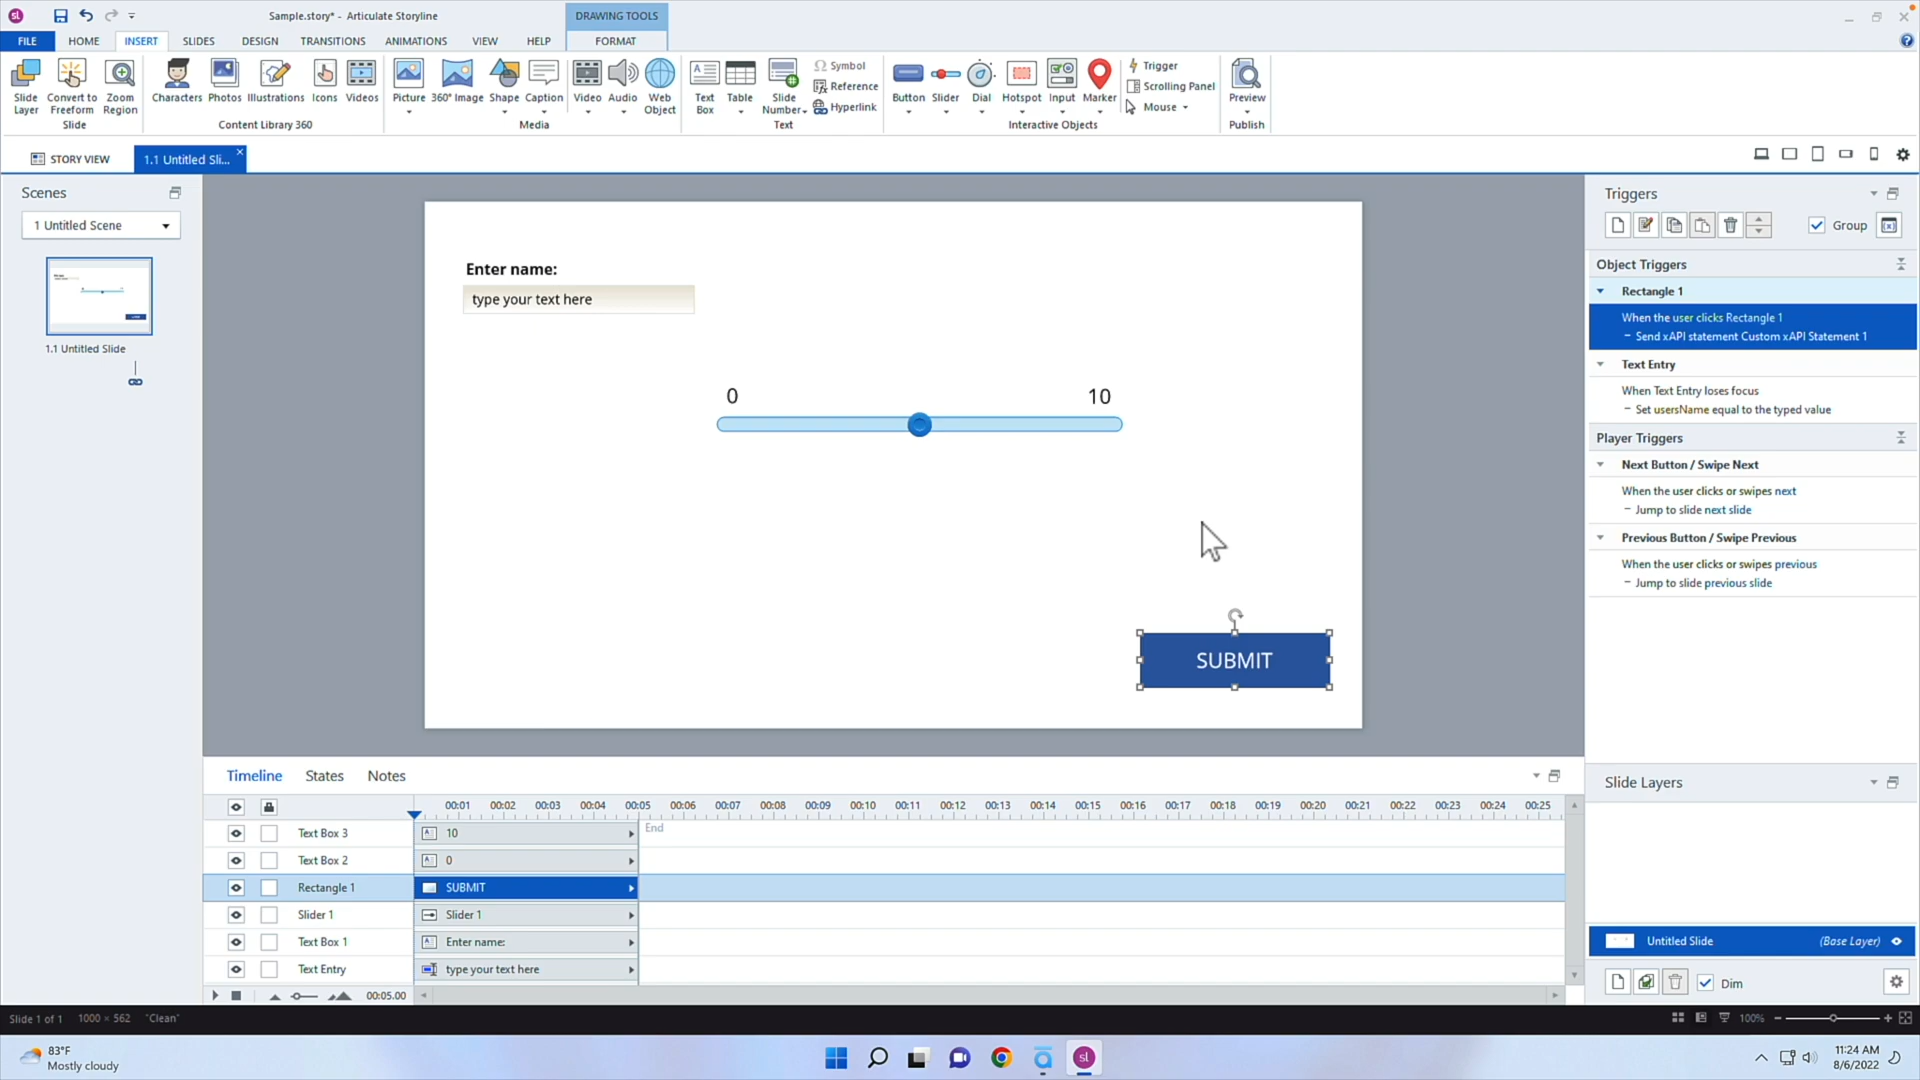 sl
Sample.story* - Articulate Storyline
DRAWING TOOLS
FILE HOME INSERT SLIDES DESIGN TRANSITIONS ANIMATIONS VIEW HELP FORMAT
Slide Layer
Convert to Freeform
Zoom Region
Slide
Characters
Photos
Illustrations
Icons
Videos
Content Library 360
Picture
360° Image
Shape
Caption
Video
Audio
Web Object
Media
Text Box
Table
Slide Number
Symbol
Reference
Hyperlink
Text
Button
Slider
Dial
Hotspot
Input
Marker
Trigger
Scrolling Panel
Mouse
Interactive Objects
Preview
Publish
STORY VIEW
1.1 Untitled Sli...
Scenes
1 Untitled Scene
1.1 Untitled Slide
Enter name:
type your text here
0 10
SUBMIT
Triggers
Group
Object Triggers
Rectangle 1
When the user clicks Rectangle 1
– Send xAPI statement Custom xAPI Statement 1
Text Entry
When Text Entry loses focus
– Set usersName equal to the typed value
Player Triggers
Next Button / Swipe Next
When the user clicks or swipes next
– Jump to slide next slide
Previous Button / Swipe Previous
When the user clicks or swipes previous
– Jump to slide previous slide
Timeline States Notes
00:01 00:02 00:03 00:04 00:05 00:06 00:07 00:08 00:09 00:10 00:11 00:12 00:13 00:14 00:15 00:16 00:17 00:18 00:19 00:20 00:21 00:22 00:23 00:24 00:25
Text Box 3 10 End
Text Box 2 0
Rectangle 1 SUBMIT
Slider 1 Slider 1
Text Box 1 Enter name:
Text Entry type your text here
00:05.00
Slide Layers
Untitled Slide (Base Layer)
Dim
Slide 1 of 1 1000 × 562 "Clean" 100%
83°F
Mostly cloudy
sl
11:24 AM
8/6/2022